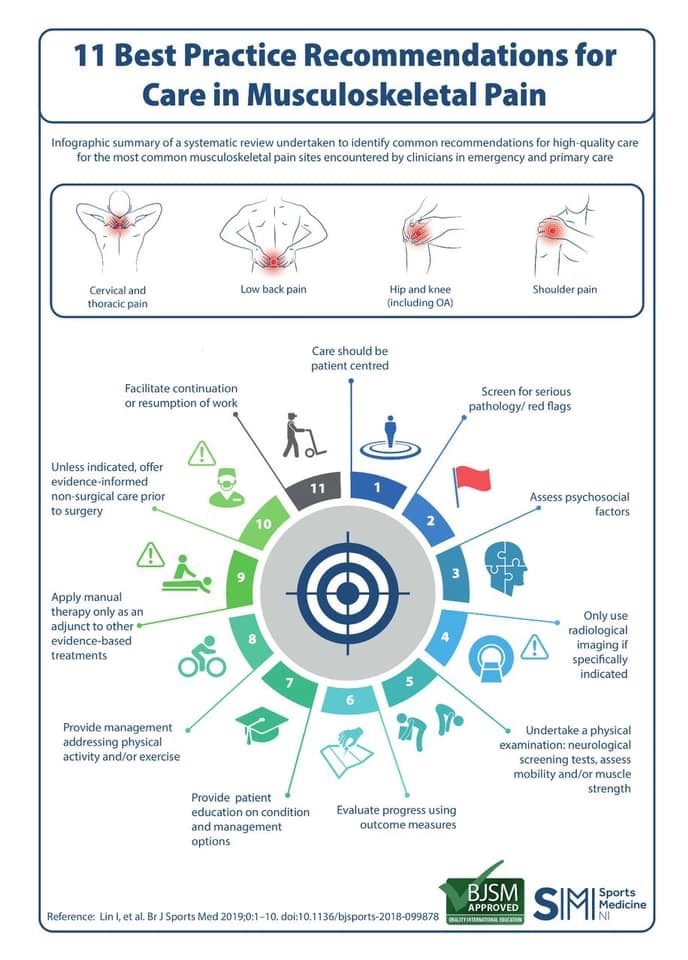 11 Best Practice Recommendations for
Care in Musculoskeletal Pain
Infographic summary of a systematic review undertaken to identify common recommendations for high-quality care
for the most common musculoskeletal pain sites encountered by clinicians in emergency and primary care
Cervical and
thoracic pain
Low back pain
Hip and knee
(including OA)
Shoulder pain
Care should be
patient centred
1
Screen for serious
pathology/ red flags
2
Assess psychosocial
factors
3
Only use
radiological
imaging if
specifically
indicated
4
Undertake a physical
examination: neurological
screening tests, assess
mobility and/or muscle
strength
5
Evaluate progress using
outcome measures
6
Provide patient
education on condition
and management
options
7
Provide management
addressing physical
activity and/or exercise
8
Apply manual
therapy only as an
adjunct to other
evidence-based
treatments
9
Unless indicated, offer
evidence-informed
non-surgical care prior
to surgery
10
Facilitate continuation
or resumption of work
11
Reference: Lin I, et al. Br J Sports Med 2019;0:1–10. doi:10.1136/bjsports-2018-099878
BJSM
APPROVED
QUALITY INTERNATIONAL EDUCATION
SMI
Sports
Medicine
NI